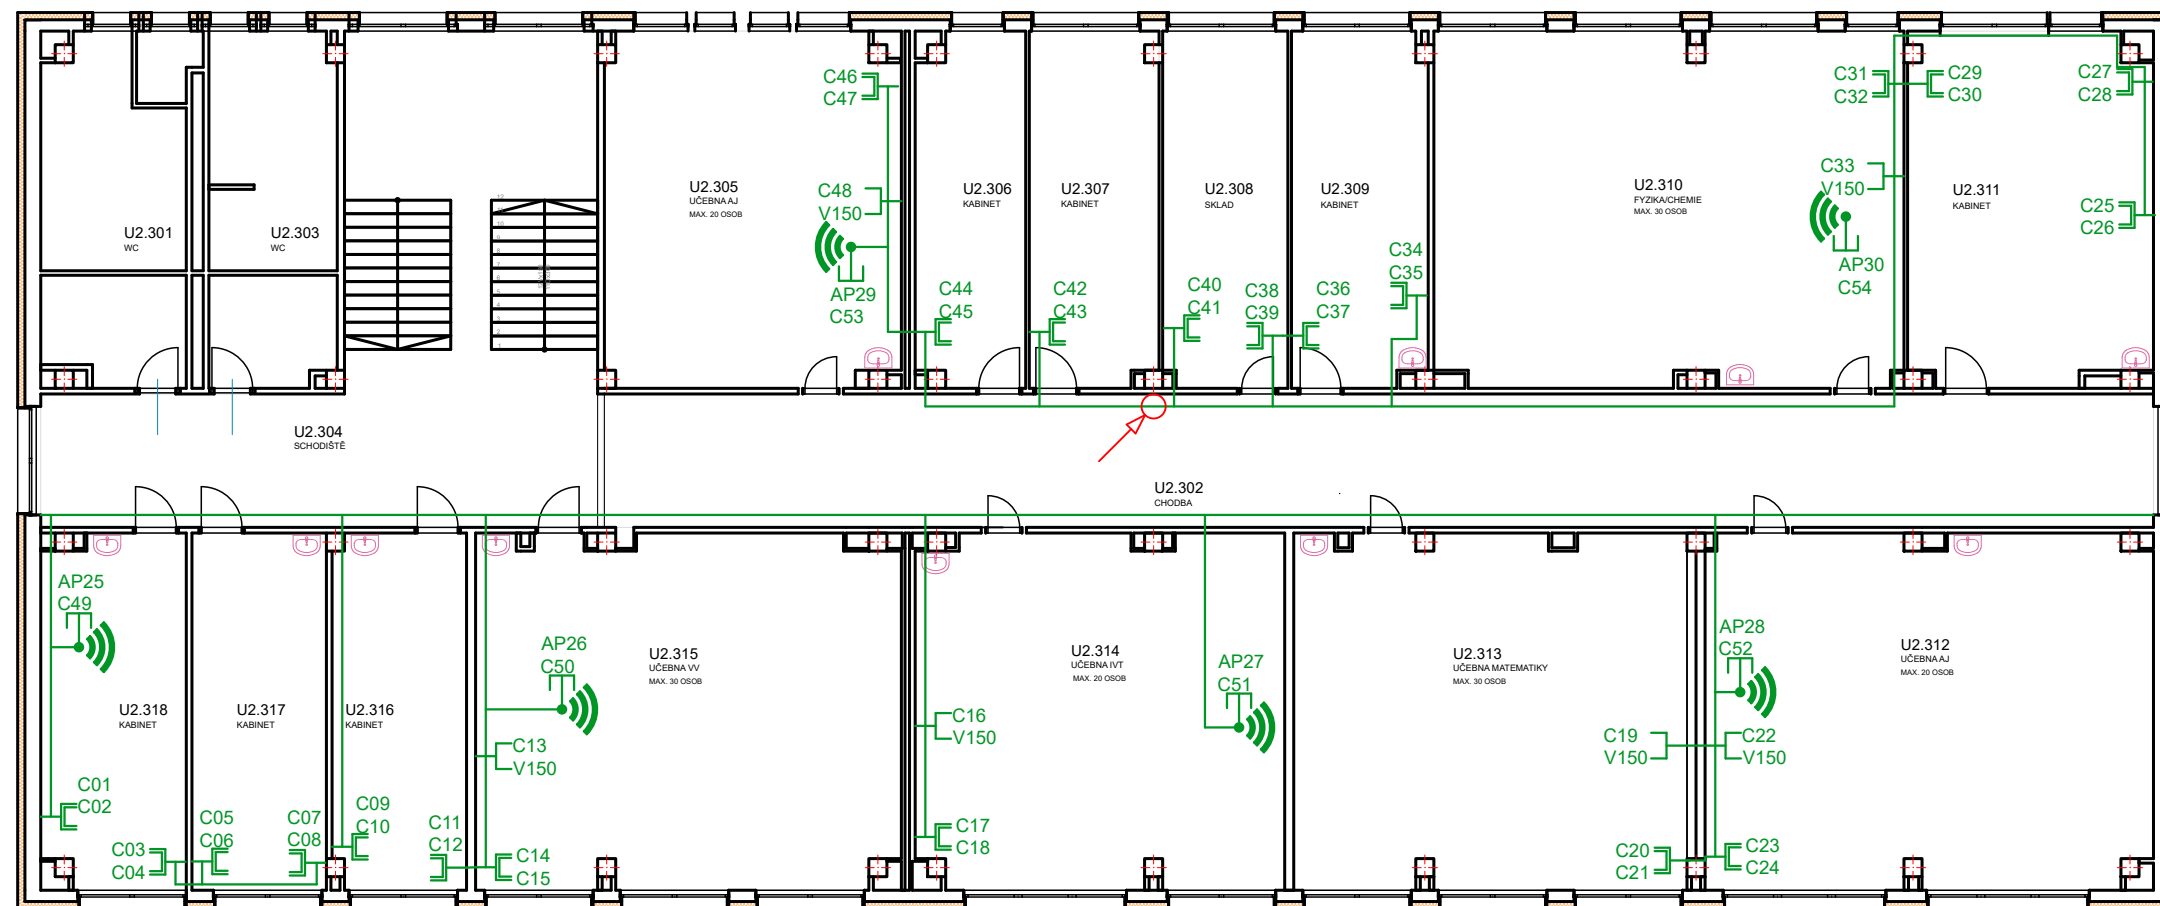 C46
C47
C31
C32
C29
C30
C27
C28
C48
V150
C33
V150
U2.305
UČEBNA AJ
MAX. 20 OSOB
U2.306
KABINET
U2.307
KABINET
U2.308
SKLAD
U2.309
KABINET
U2.310
FYZIKA/CHEMIE
MAX. 30 OSOB
U2.311
KABINET
C25
C26
U2.301
WC
U2.303
WC
AP29
C53
C44
C45
C42
C43
C40
C41
C38
C39
C36
C37
C34
C35
AP30
C54
U2.304
SCHODIŠTĚ
U2.302
CHODBA
AP25
C49
AP26
C50
AP27
C51
AP28
C52
U2.318
KABINET
U2.317
KABINET
U2.316
KABINET
U2.315
UČEBNA VV
MAX. 30 OSOB
U2.314
UČEBNA IVT
MAX. 20 OSOB
U2.313
UČEBNA MATEMATIKY
MAX. 30 OSOB
U2.312
UČEBNA AJ
MAX. 20 OSOB
C13
V150
C16
V150
C19
V150
C22
V150
C01
C02
C03
C04
C05
C06
C07
C08
C09
C10
C11
C12
C14
C15
C17
C18
C20
C21
C23
C24